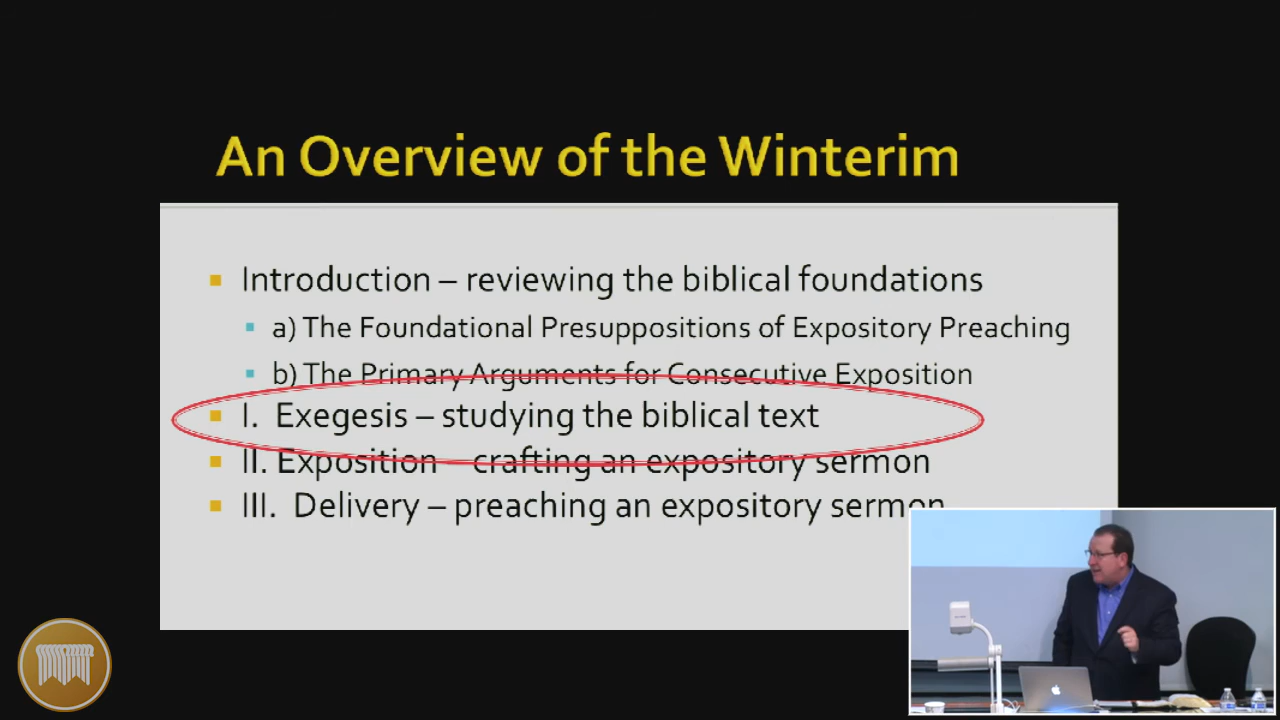 An Overview of the Winterim
Introduction – reviewing the biblical foundations
a) The Foundational Presuppositions of Expository Preaching
b) The Primary Arguments for Consecutive Exposition
I. Exegesis – studying the biblical text
II. Exposition – crafting an expository sermon
III. Delivery – preaching an expository sermon